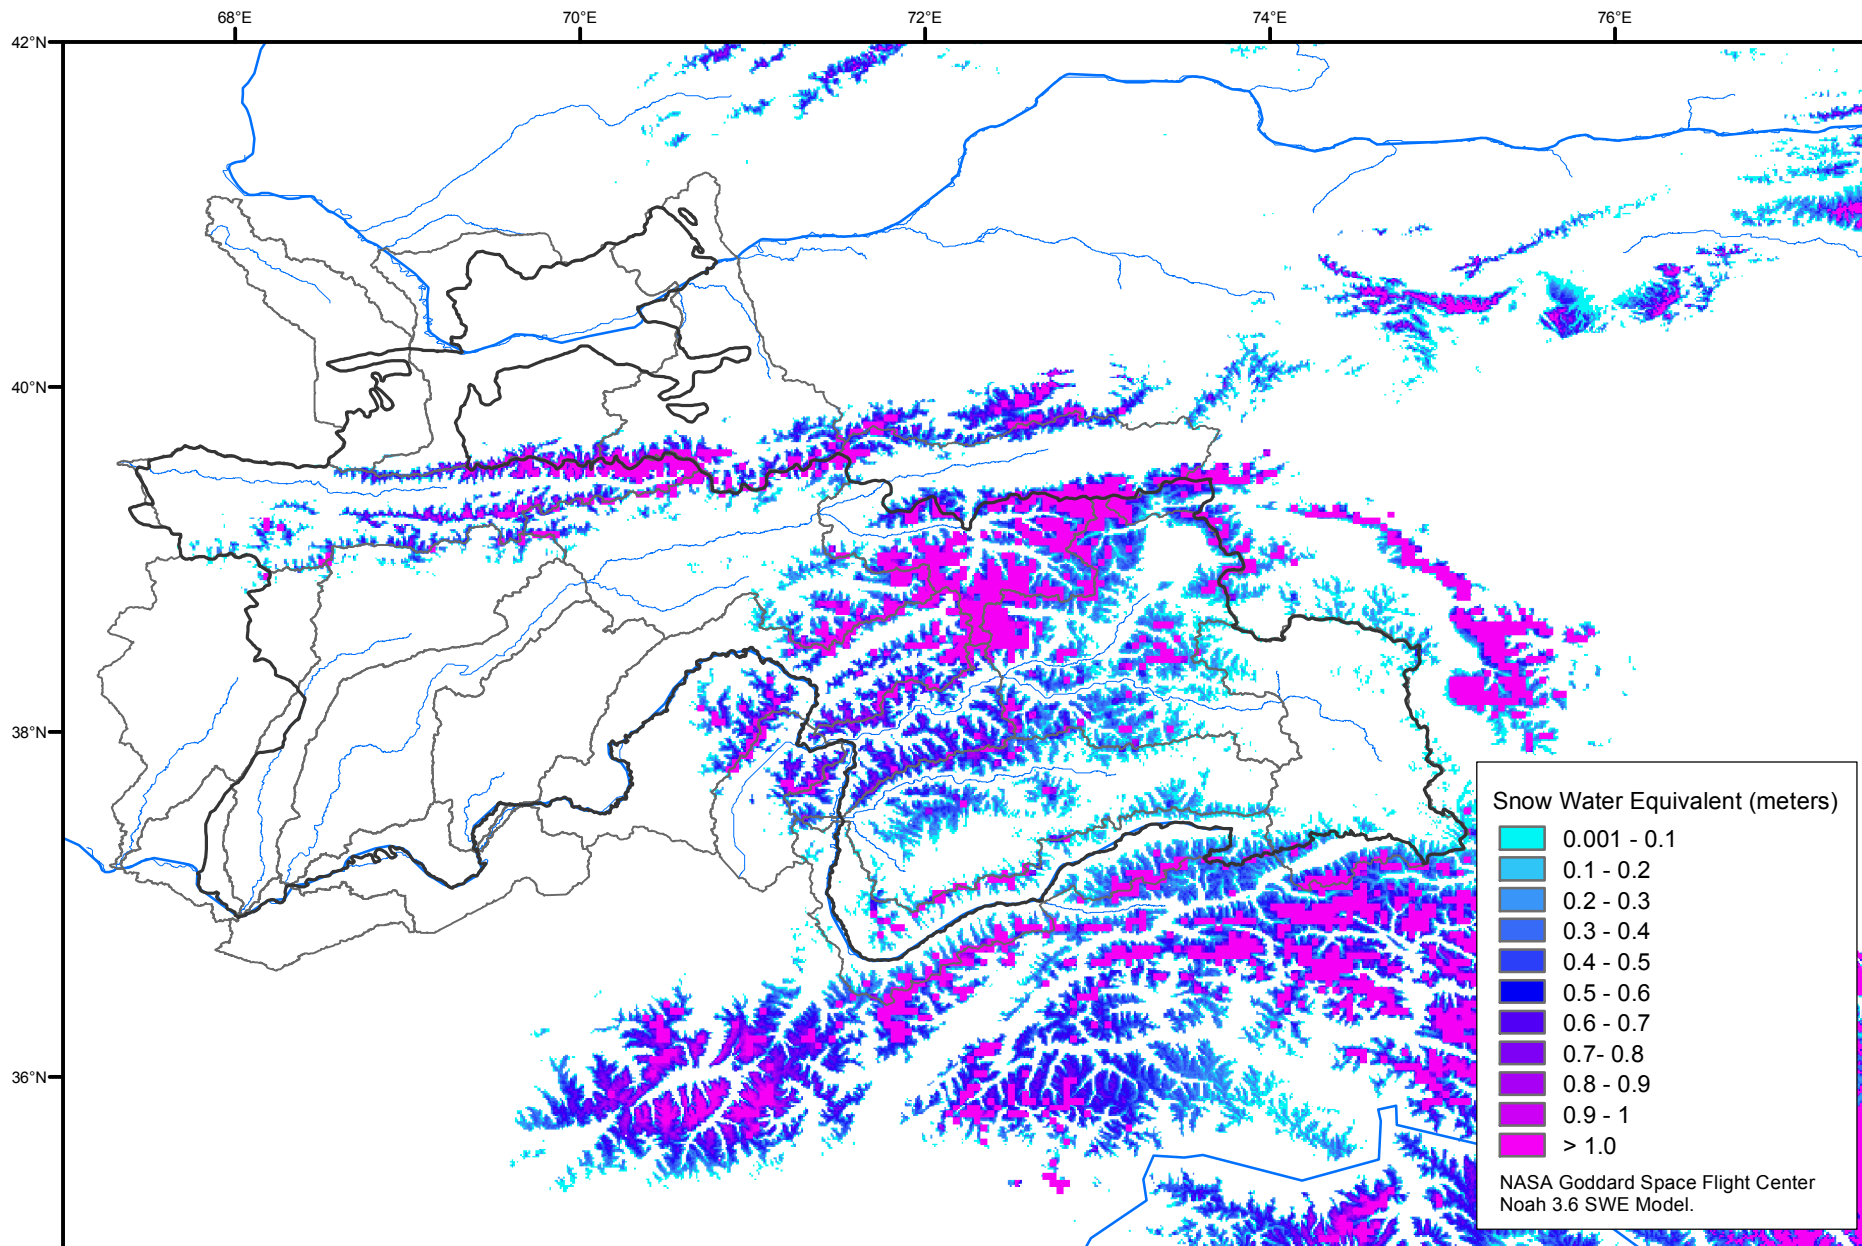 68°E 70°E 72°E 74°E 76°E
42°N
40°N
38°N
36°N
Snow Water Equivalent (meters)
0.001 - 0.1
0.1 - 0.2
0.2 - 0.3
0.3 - 0.4
0.4 - 0.5
0.5 - 0.6
0.6 - 0.7
0.7- 0.8
0.8 - 0.9
0.9 - 1
> 1.0
NASA Goddard Space Flight Center
Noah 3.6 SWE Model.